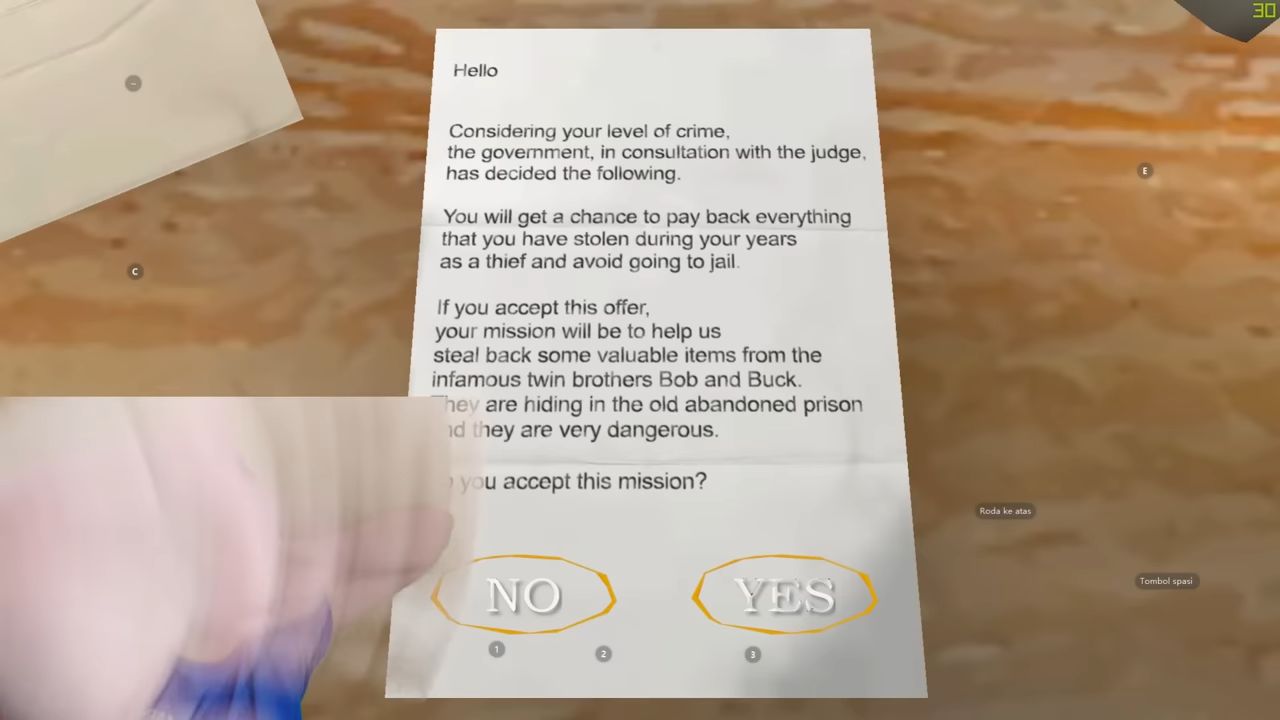 30
Hello
Considering your level of crime,
the government, in consultation with the judge,
has decided the following.
You will get a chance to pay back everything
that you have stolen during your years
as a thief and avoid going to jail.
If you accept this offer,
your mission will be to help us
steal back some valuable items from the
infamous twin brothers Bob and Buck.
They are hiding in the old abandoned prison
they are very dangerous.
you accept this mission?
NO YES
1 2 3
C
E
Roda ke atas
Tombol spasi